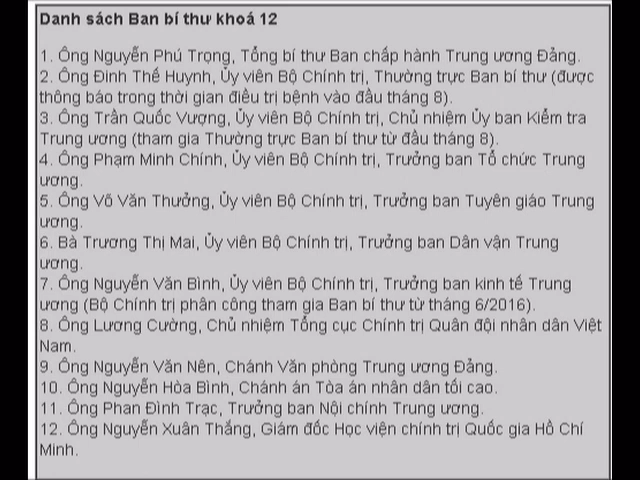 Danh sách Ban bí thư khoá 12
1. Ông Nguyễn Phú Trọng, Tổng bí thư Ban chấp hành Trung ương Đảng.
2. Ông Đinh Thế Huynh, Ủy viên Bộ Chính trị, Thường trực Ban bí thư (được
thông báo trong thời gian điều trị bệnh vào đầu tháng 8).
3. Ông Trần Quốc Vượng, Ủy viên Bộ Chính trị, Chủ nhiệm Ủy ban Kiểm tra
Trung ương (tham gia Thường trực Ban bí thư từ đầu tháng 8).
4. Ông Phạm Minh Chính, Ủy viên Bộ Chính trị, Trưởng ban Tổ chức Trung
ương.
5. Ông Võ Văn Thưởng, Ủy viên Bộ Chính trị, Trưởng ban Tuyên giáo Trung
ương.
6. Bà Trương Thị Mai, Ủy viên Bộ Chính trị, Trưởng ban Dân vận Trung
ương.
7. Ông Nguyễn Văn Bình, Ủy viên Bộ Chính trị, Trưởng ban kinh tế Trung
ương (Bộ Chính trị phân công tham gia Ban bí thư từ tháng 6/2016).
8. Ông Lương Cường, Chủ nhiệm Tổng cục Chính trị Quân đội nhân dân Việt
Nam.
9. Ông Nguyễn Văn Nên, Chánh Văn phòng Trung ương Đảng.
10. Ông Nguyễn Hòa Bình, Chánh án Tòa án nhân dân tối cao.
11. Ông Phan Đình Trạc, Trưởng ban Nội chính Trung ương.
12. Ông Nguyễn Xuân Thắng, Giám đốc Học viện chính trị Quốc gia Hồ Chí
Minh.